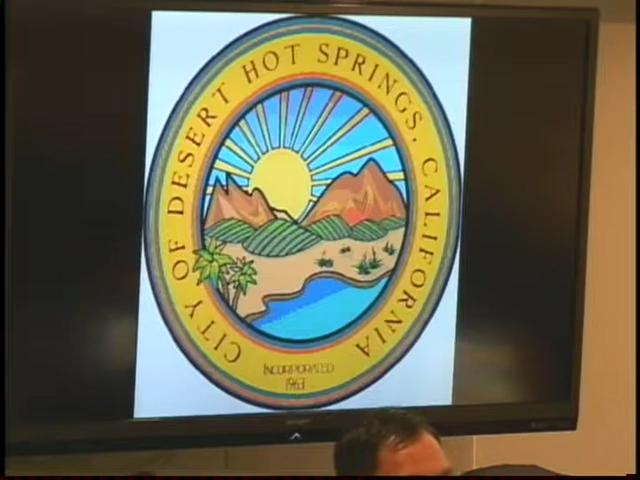 CITY OF DESERT HOT SPRINGS, CALIFORNIA
INCORPORATED
1963